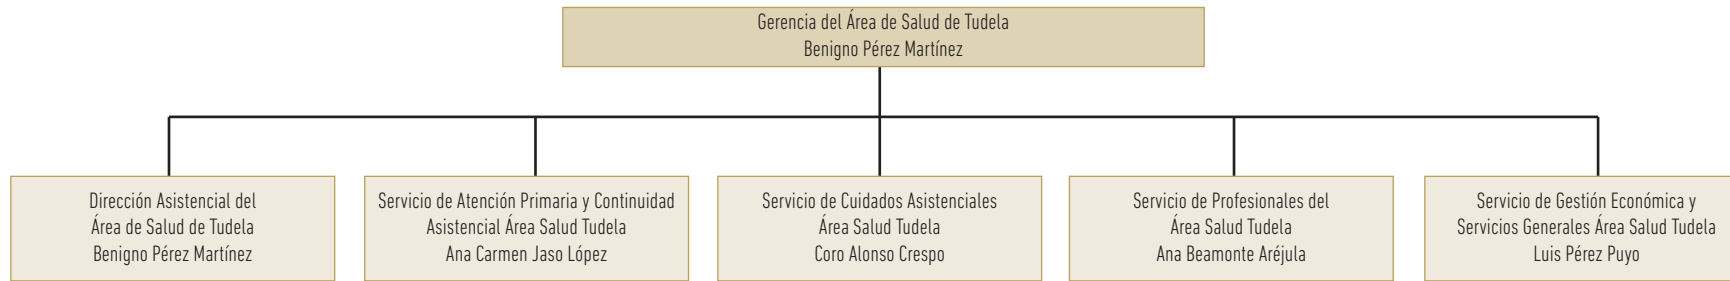 Gerencia del Área de Salud de Tudela
Benigno Pérez Martínez
Dirección Asistencial del
Área de Salud de Tudela
Benigno Pérez Martínez
Servicio de Atención Primaria y Continuidad
Asistencial Área Salud Tudela
Ana Carmen Jaso López
Servicio de Cuidados Asistenciales
Área Salud Tudela
Coro Alonso Crespo
Servicio de Profesionales del
Área Salud Tudela
Ana Beamonte Aréjula
Servicio de Gestión Económica y
Servicios Generales Área Salud Tudela
Luis Pérez Puyo